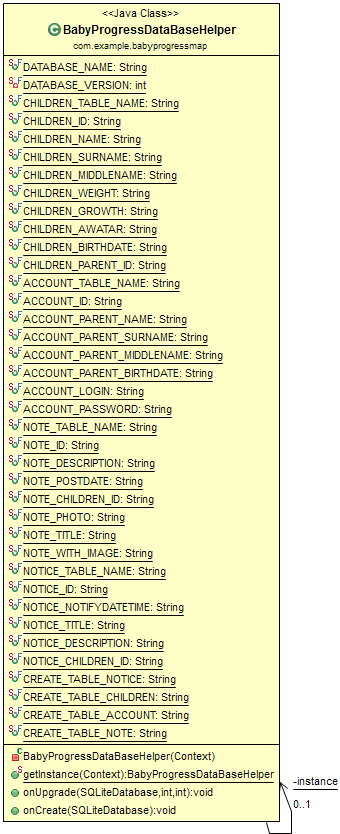 <<Java Class>>
BabyProgressDataBaseHelper
com.example.babyprogressmap
DATABASE_NAME: String
DATABASE_VERSION: int
CHILDREN_TABLE_NAME: String
CHILDREN_ID: String
CHILDREN_NAME: String
CHILDREN_SURNAME: String
CHILDREN_MIDDLENAME: String
CHILDREN_WEIGHT: String
CHILDREN_GROWTH: String
CHILDREN_AWATAR: String
CHILDREN_BIRTHDATE: String
CHILDREN_PARENT_ID: String
ACCOUNT_TABLE_NAME: String
ACCOUNT_ID: String
ACCOUNT_PARENT_NAME: String
ACCOUNT_PARENT_SURNAME: String
ACCOUNT_PARENT_MIDDLENAME: String
ACCOUNT_PARENT_BIRTHDATE: String
ACCOUNT_LOGIN: String
ACCOUNT_PASSWORD: String
NOTE_TABLE_NAME: String
NOTE_ID: String
NOTE_DESCRIPTION: String
NOTE_POSTDATE: String
NOTE_CHILDREN_ID: String
NOTE_PHOTO: String
NOTE_TITLE: String
NOTE_WITH_IMAGE: String
NOTICE_TABLE_NAME: String
NOTICE_ID: String
NOTICE_NOTIFYDATETIME: String
NOTICE_TITLE: String
NOTICE_DESCRIPTION: String
NOTICE_CHILDREN_ID: String
CREATE_TABLE_NOTICE: String
CREATE_TABLE_CHILDREN: String
CREATE_TABLE_ACCOUNT: String
CREATE_TABLE_NOTE: String
BabyProgressDataBaseHelper(Context)
getInstance(Context):BabyProgressDataBaseHelper
onUpgrade(SQLiteDatabase,int,int):void
onCreate(SQLiteDatabase):void
-instance
0..1